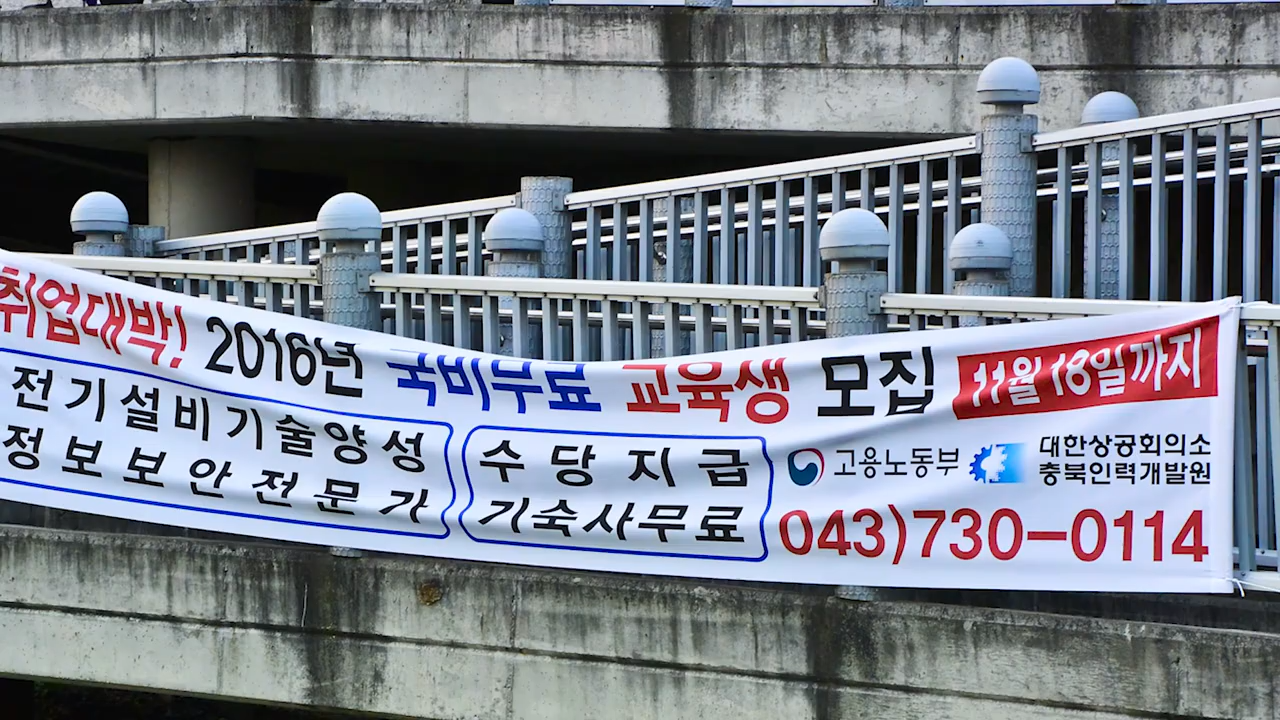 취업대박! 2016년 국비무료 교육생 모집 11월 18일까지
전기설비기술양성
정보보안전문가
수당지급
기숙사무료
고용노동부
대한상공회의소
충북인력개발원
043)730-0114